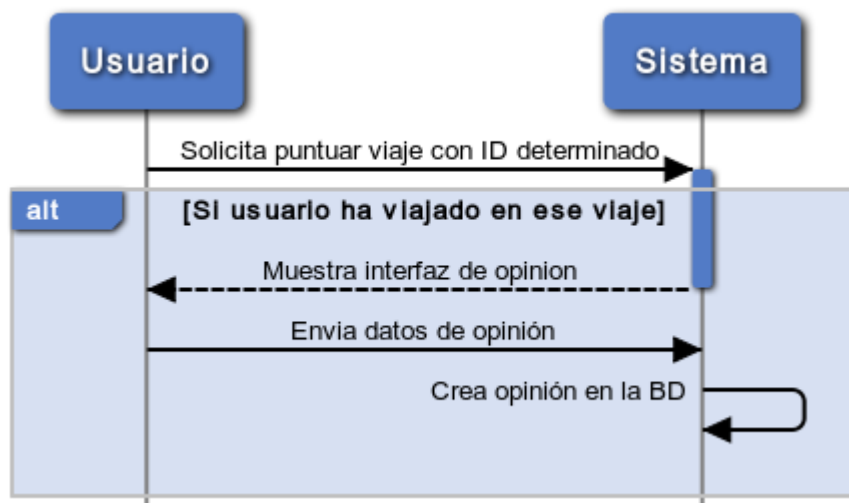 Usuario
Sistema
Solicita puntuar viaje con ID determinado
alt
[Si usuario ha viajado en ese viaje]
Muestra interfaz de opinion
Envia datos de opinión
Crea opinión en la BD